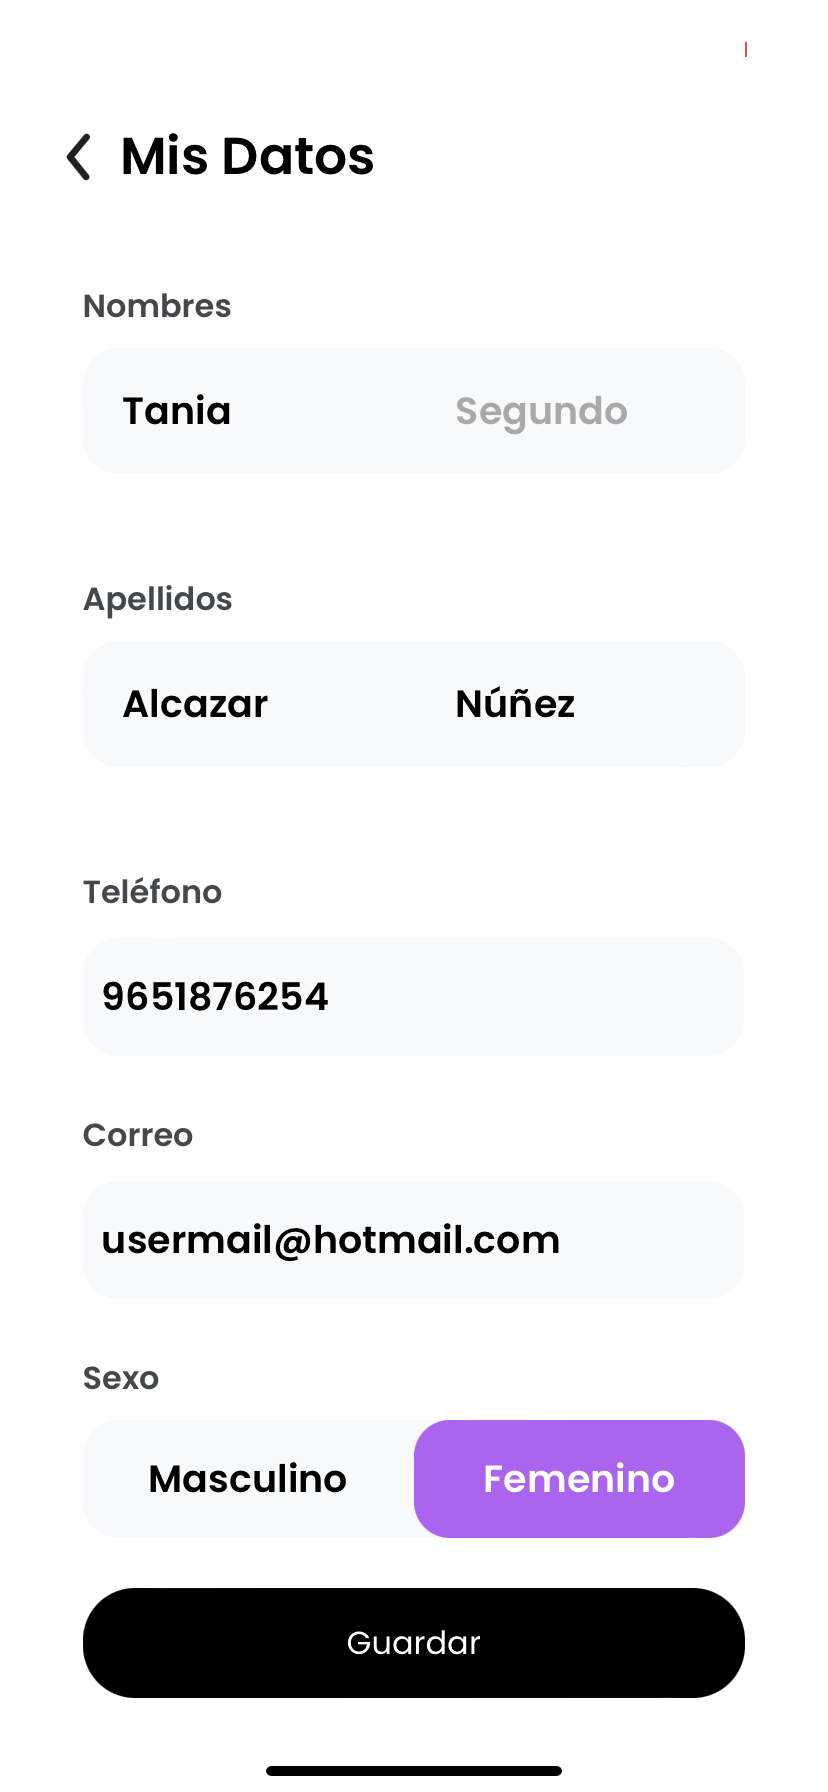 Mis Datos
Nombres
Tania Segundo
Apellidos
Alcazar Núñez
Teléfono
9651876254
Correo
usermail@hotmail.com
Sexo
Masculino Femenino
Guardar